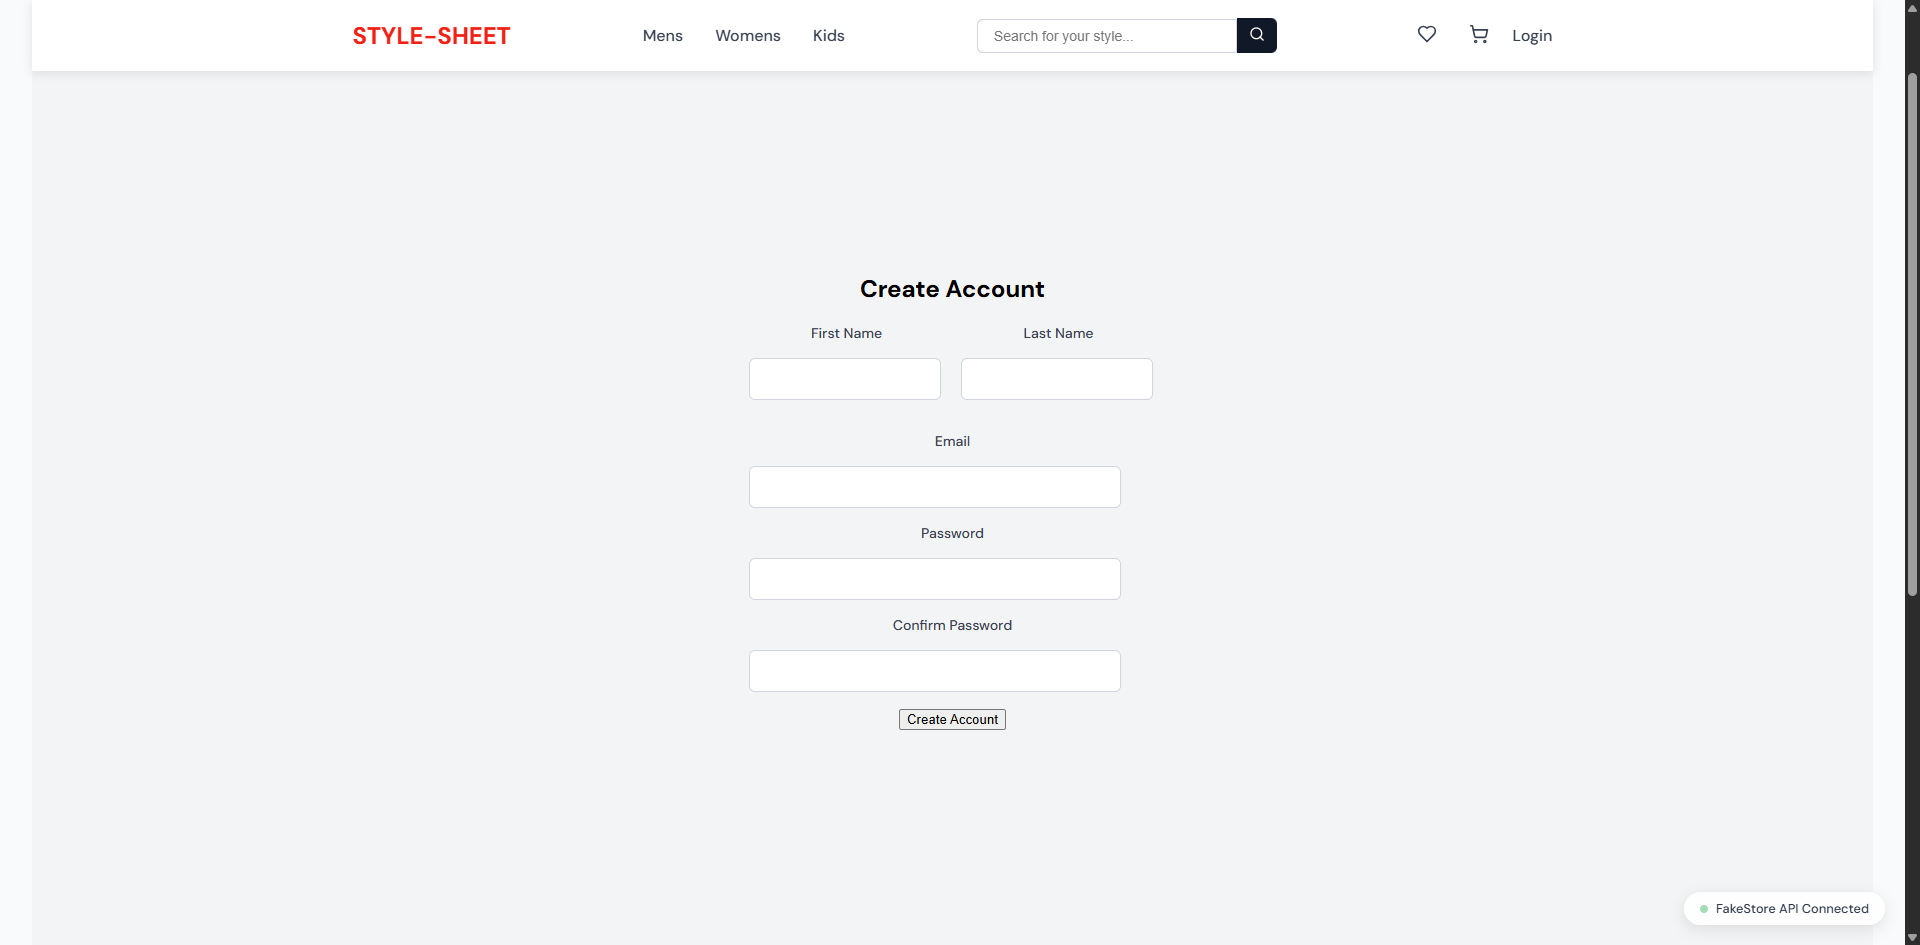 STYLE-SHEET
Mens Womens Kids
Search for your style...
Login
Create Account
First Name Last Name
Email
Password
Confirm Password
Create Account
FakeStore API Connected